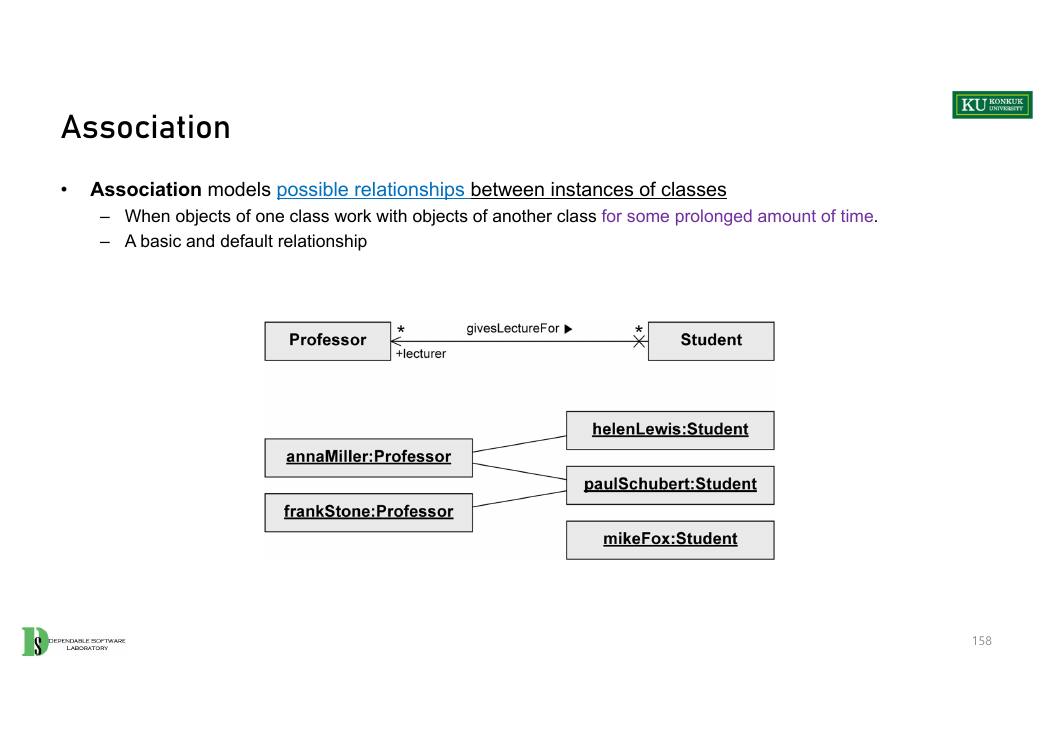 KU KONKUK UNIVERSITY
Association
• Association models possible relationships between instances of classes
– When objects of one class work with objects of another class for some prolonged amount of time.
– A basic and default relationship
Professor * givesLectureFor ▶ * Student
+lecturer
helenLewis:Student
annaMiller:Professor
paulSchubert:Student
frankStone:Professor
mikeFox:Student
DS DEPENDABLE SOFTWARE
LABORATORY
158